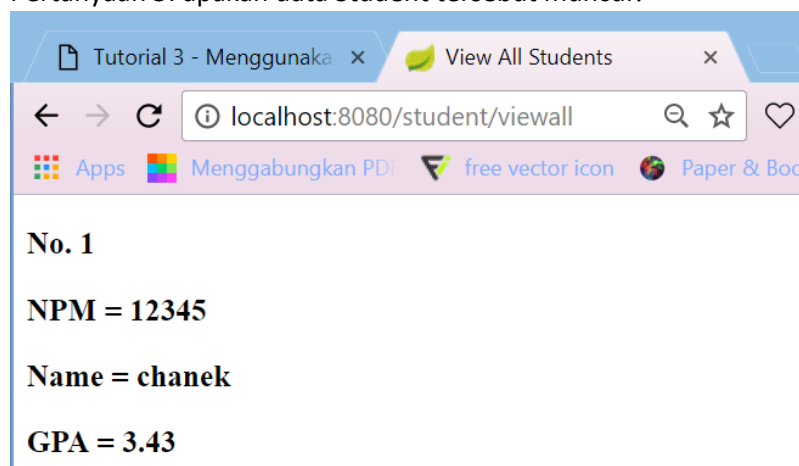 Tutorial 3 - Menggunaka
View All Students
localhost:8080/student/viewall
Apps
Menggabungkan PDF
free vector icon
Paper & Boo
No. 1
NPM = 12345
Name = chanek
GPA = 3.43